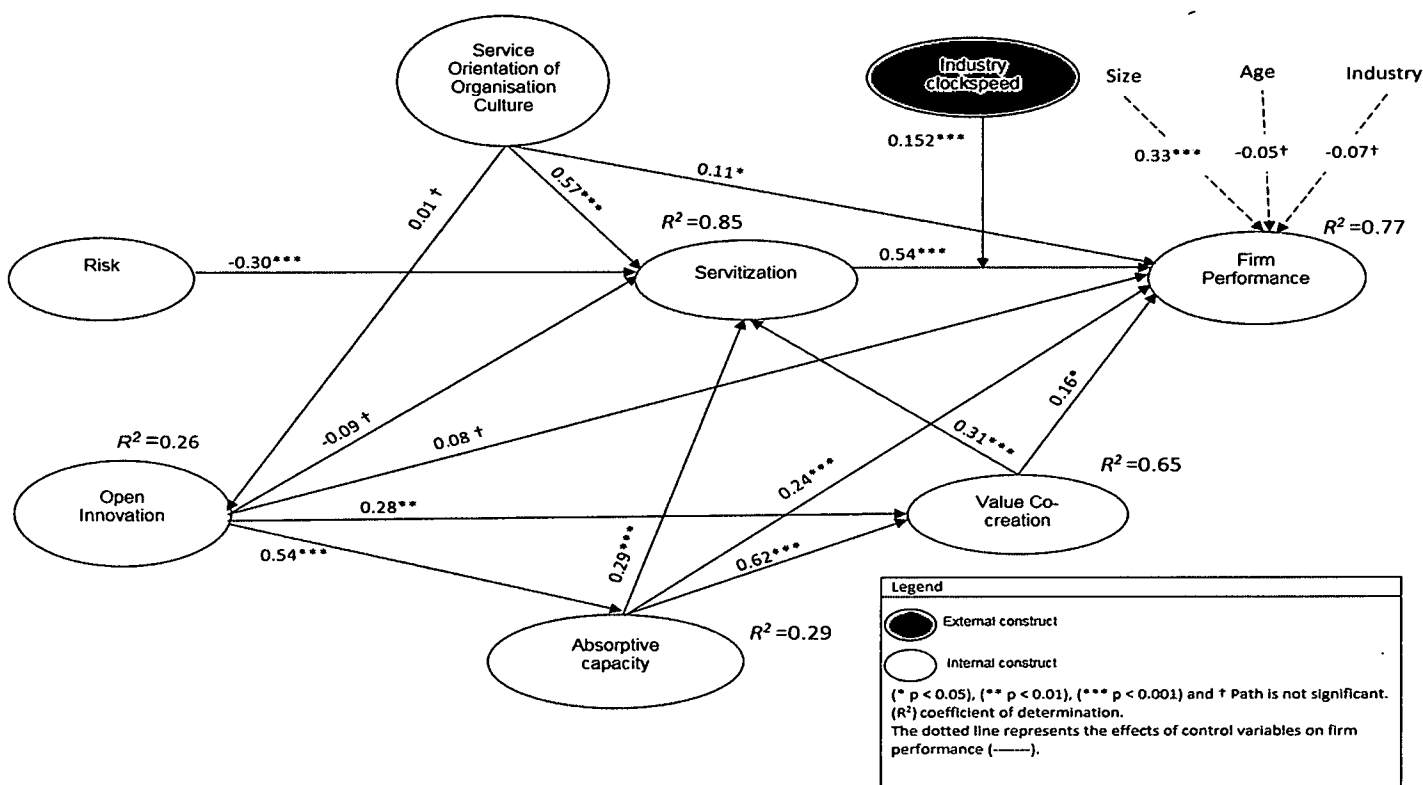 Service
Orientation of
Organisation
Culture
Industry
clockspeed
Size
Age
Industry
0.152***
0.33***
-0.05†
-0.07†
0.11*
0.57***
0.01 †
R² =0.85
R² =0.77
Risk
-0.30***
Servitization
0.54***
Firm
Performance
0.16*
-0.09 †
0.08 †
0.31***
R² =0.26
R² =0.65
0.24***
Open
Innovation
0.28**
Value Co-
creation
0.54***
0.29***
0.62***
Absorptive
capacity
R² =0.29
Legend
External construct
Internal construct
(* p < 0.05), (** p < 0.01), (*** p < 0.001) and † Path is not significant.
(R²) coefficient of determination.
The dotted line represents the effects of control variables on firm
performance (-------).